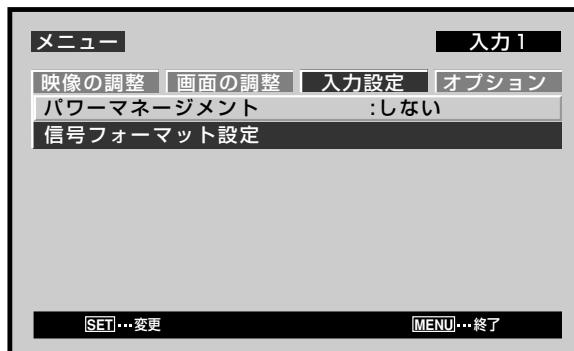 メニュー 入力1
映像の調整 画面の調整 入力設定 オプション
パワーマネージメント :しない
信号フォーマット設定
SET…変更 MENU…終了